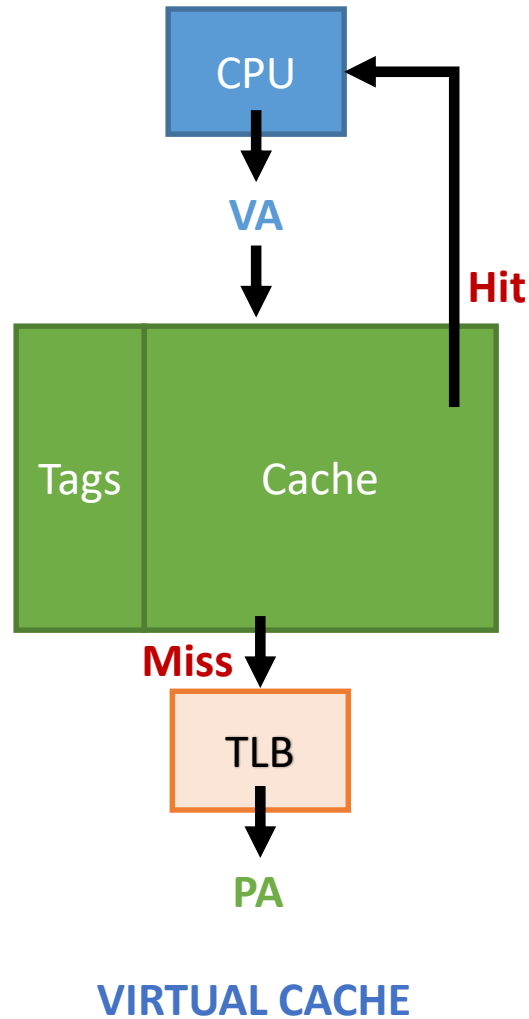 CPU
VA
Hit
Tags
Cache
Miss
TLB
PA
VIRTUAL CACHE